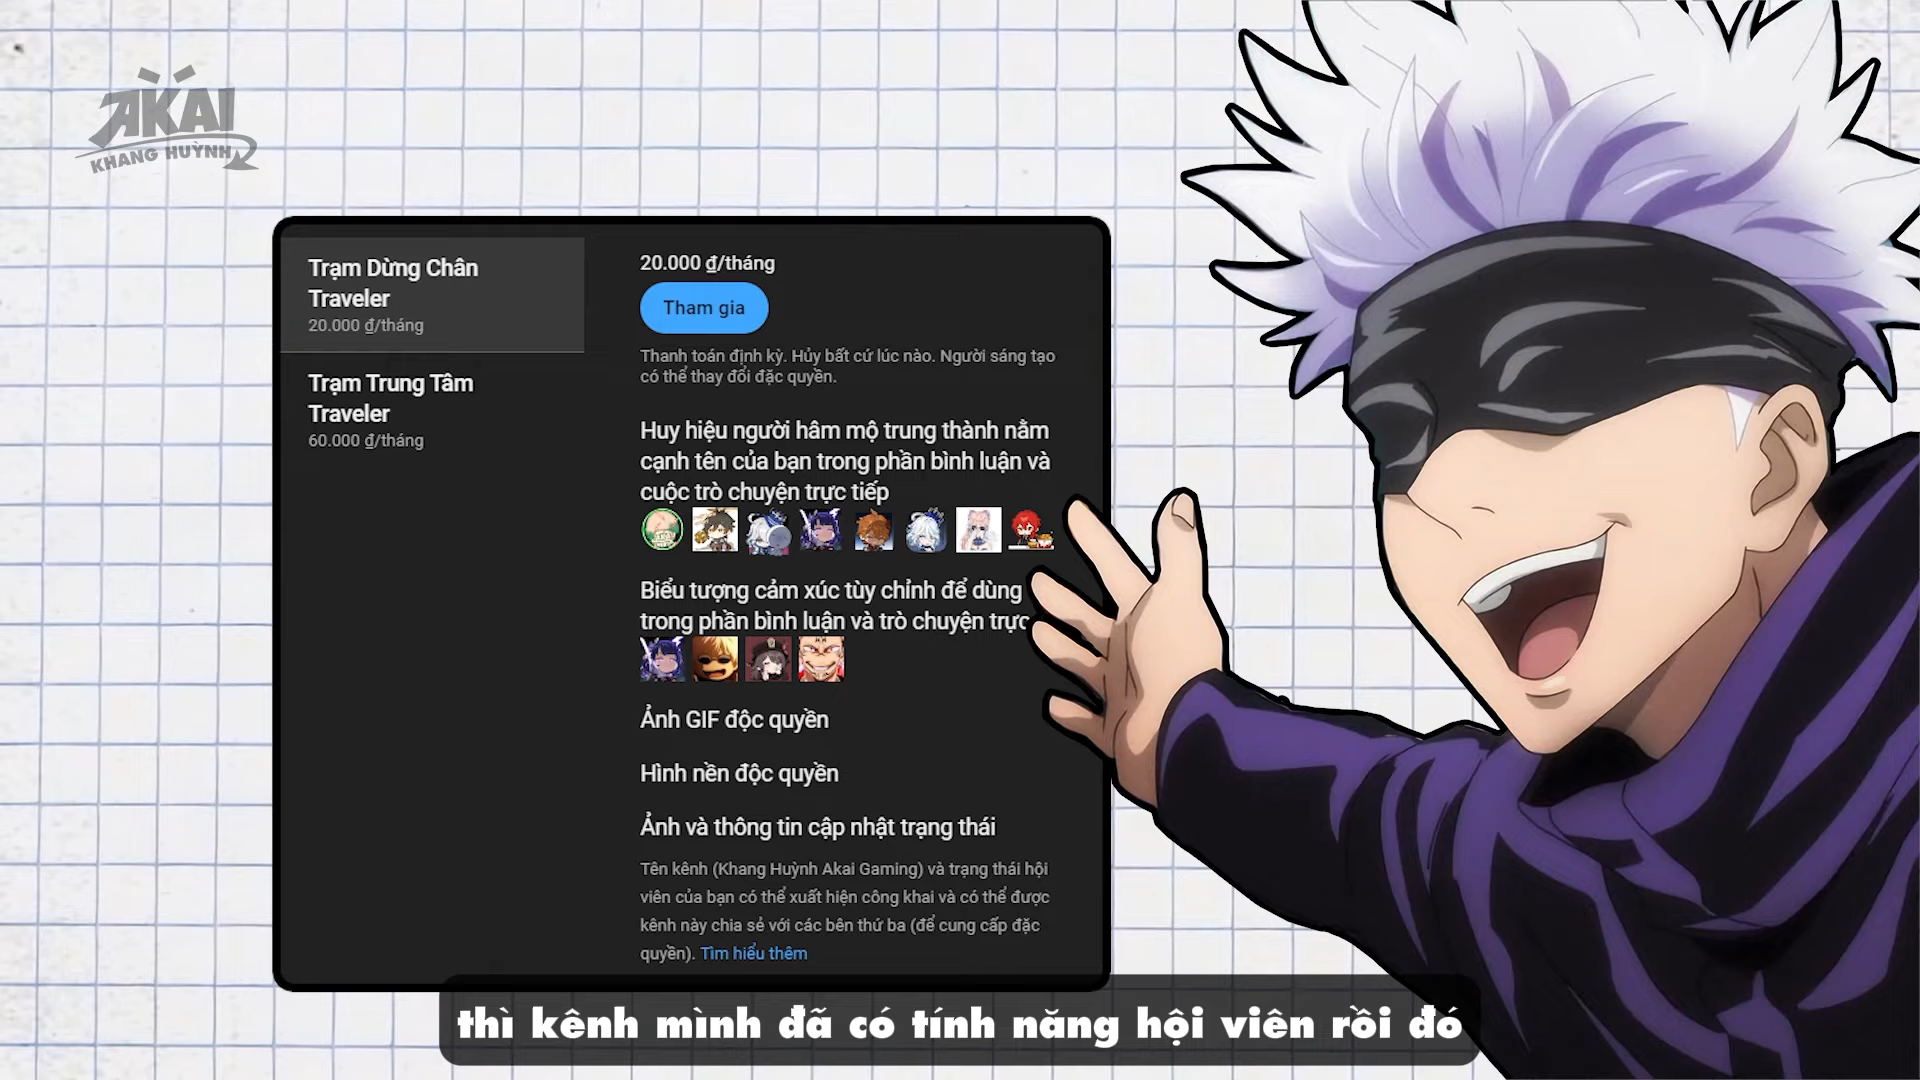 AKAI
KHANG HUỲNH
Trạm Dừng Chân
Traveler
20.000 ₫/tháng
Trạm Trung Tâm
Traveler
60.000 ₫/tháng
20.000 ₫/tháng
Tham gia
Thanh toán định kỳ. Hủy bất cứ lúc nào. Người sáng tạo
có thể thay đổi đặc quyền.
Huy hiệu người hâm mộ trung thành nằm
cạnh tên của bạn trong phần bình luận và
cuộc trò chuyện trực tiếp
Biểu tượng cảm xúc tùy chỉnh để dùng
trong phần bình luận và trò chuyện trực
Ảnh GIF độc quyền
Hình nền độc quyền
Ảnh và thông tin cập nhật trạng thái
Tên kênh (Khang Huỳnh Akai Gaming) và trạng thái hội
viên của bạn có thể xuất hiện công khai và có thể được
kênh này chia sẻ với các bên thứ ba (để cung cấp đặc
quyền). Tìm hiểu thêm
thì kênh mình đã có tính năng hội viên rồi đó